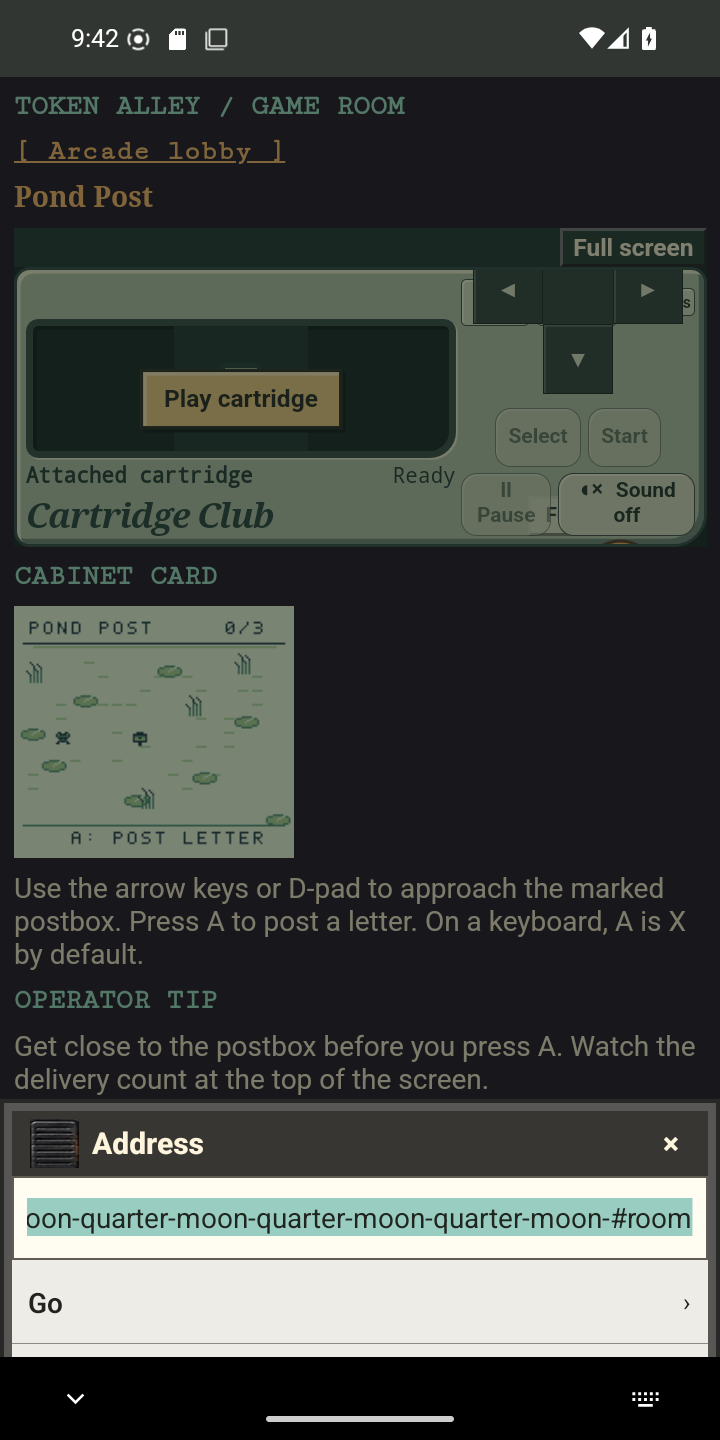 9:42
TOKEN ALLEY / GAME ROOM
[ Arcade lobby ]
Pond Post
Full screen
◄ ► s
▼
Play cartridge
Select Start
Attached cartridge Ready
Cartridge Club
II Pause F
Sound off
CABINET CARD
POND POST 0/3
A: POST LETTER
Use the arrow keys or D-pad to approach the marked
postbox. Press A to post a letter. On a keyboard, A is X
by default.
OPERATOR TIP
Get close to the postbox before you press A. Watch the
delivery count at the top of the screen.
Address ×
oon-quarter-moon-quarter-moon-quarter-moon-#room
Go ›